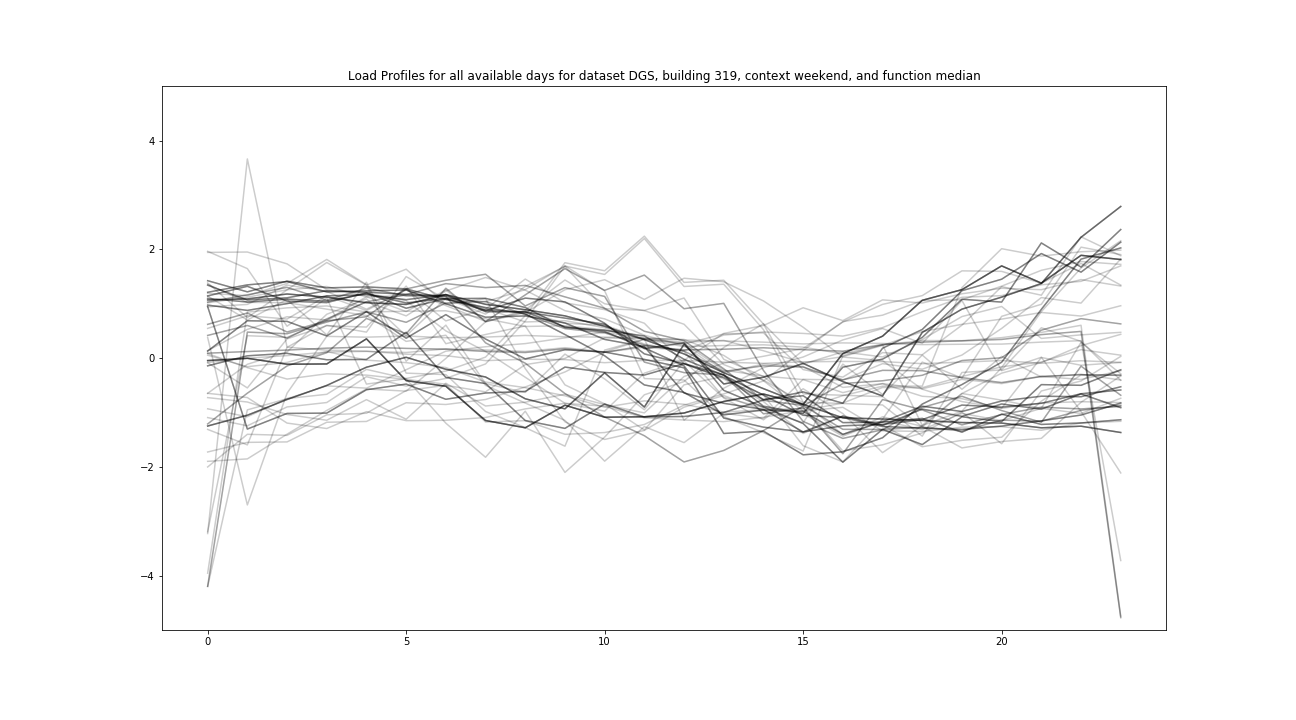 Load Profiles for all available days for dataset DGS, building 319, context weekend, and function median
4
2
0
−2
−4
0 5 10 15 20